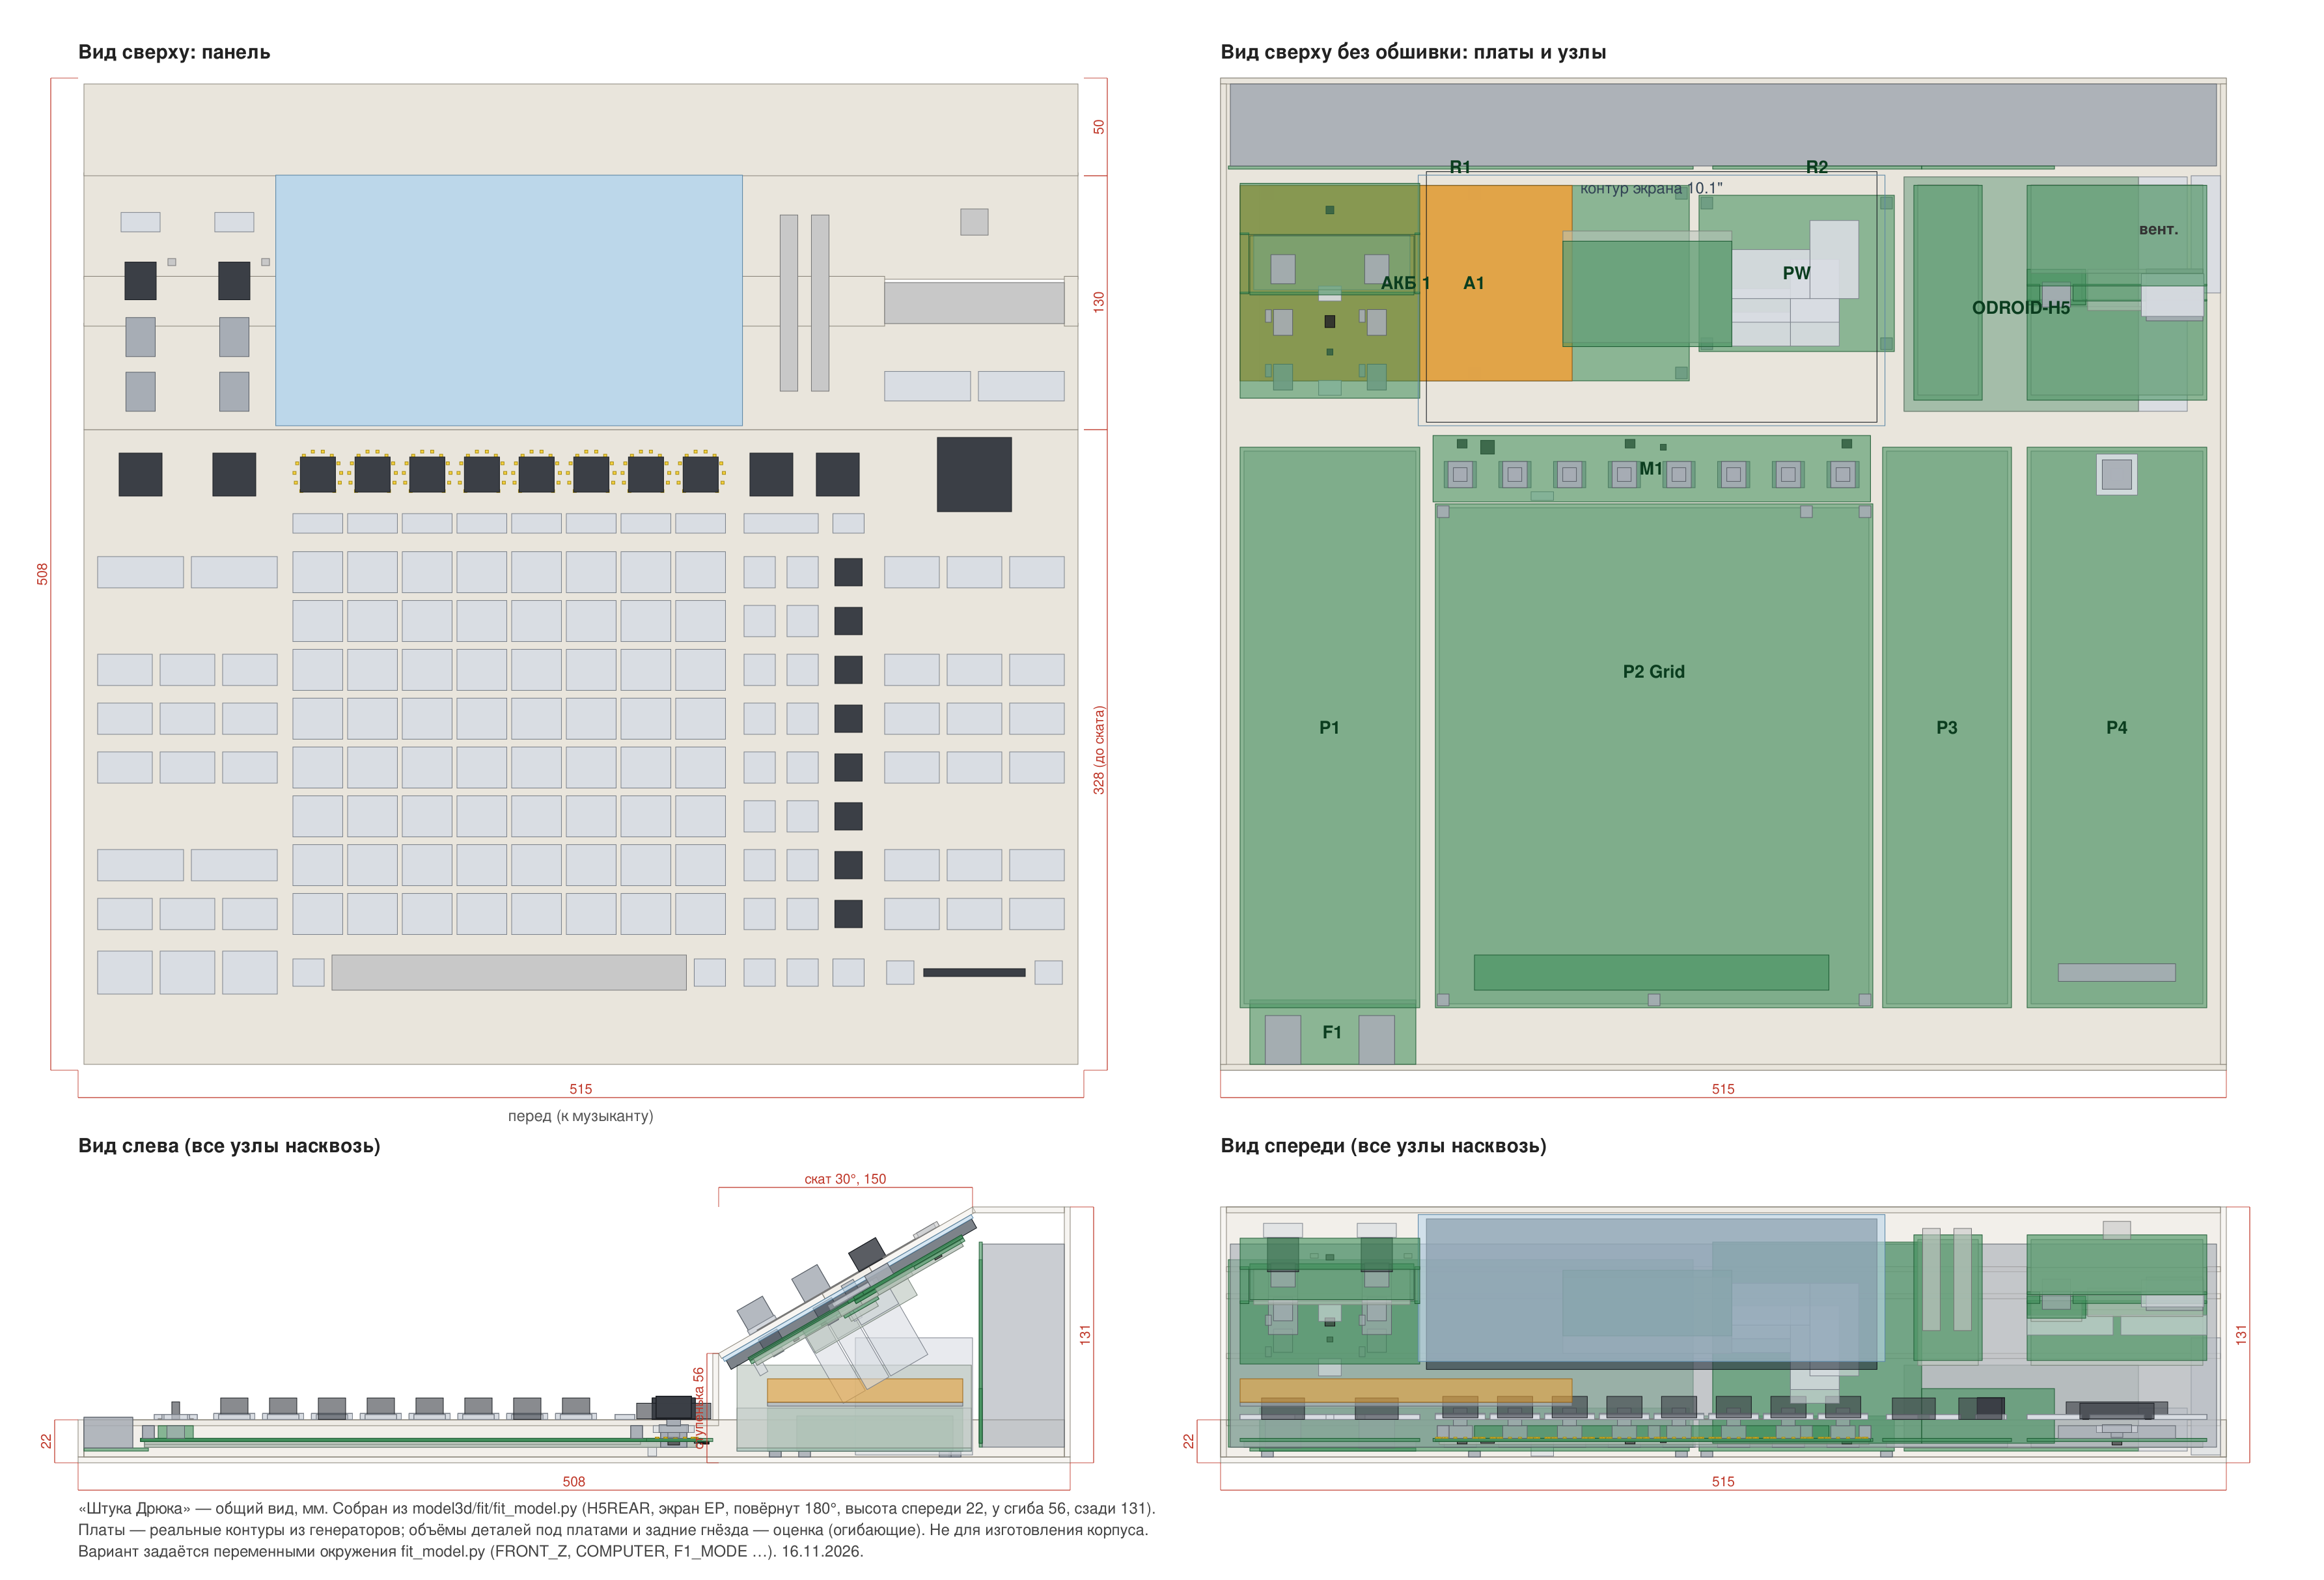 Вид сверху: панель
Вид сверху без обшивки: платы и узлы
50
130
508
328 (до ската)
515
перед (к музыканту)
R1
R2
контур экрана 10.1"
вент.
АКБ 1
A1
PW
ODROID-H5
M1
P2 Grid
P1
P3
P4
F1
515
Вид слева (все узлы насквозь)
Вид спереди (все узлы насквозь)
скат 30°, 150
131
ступенька 56
22
508
131
22
515
«Штука Дрюка» — общий вид, мм. Собран из model3d/fit/fit_model.py (H5REAR, экран EP, повёрнут 180°, высота спереди 22, у сгиба 56, сзади 131).
Платы — реальные контуры из генераторов; объёмы деталей под платами и задние гнёзда — оценка (огибающие). Не для изготовления корпуса.
Вариант задаётся переменными окружения fit_model.py (FRONT_Z, COMPUTER, F1_MODE …). 16.11.2026.